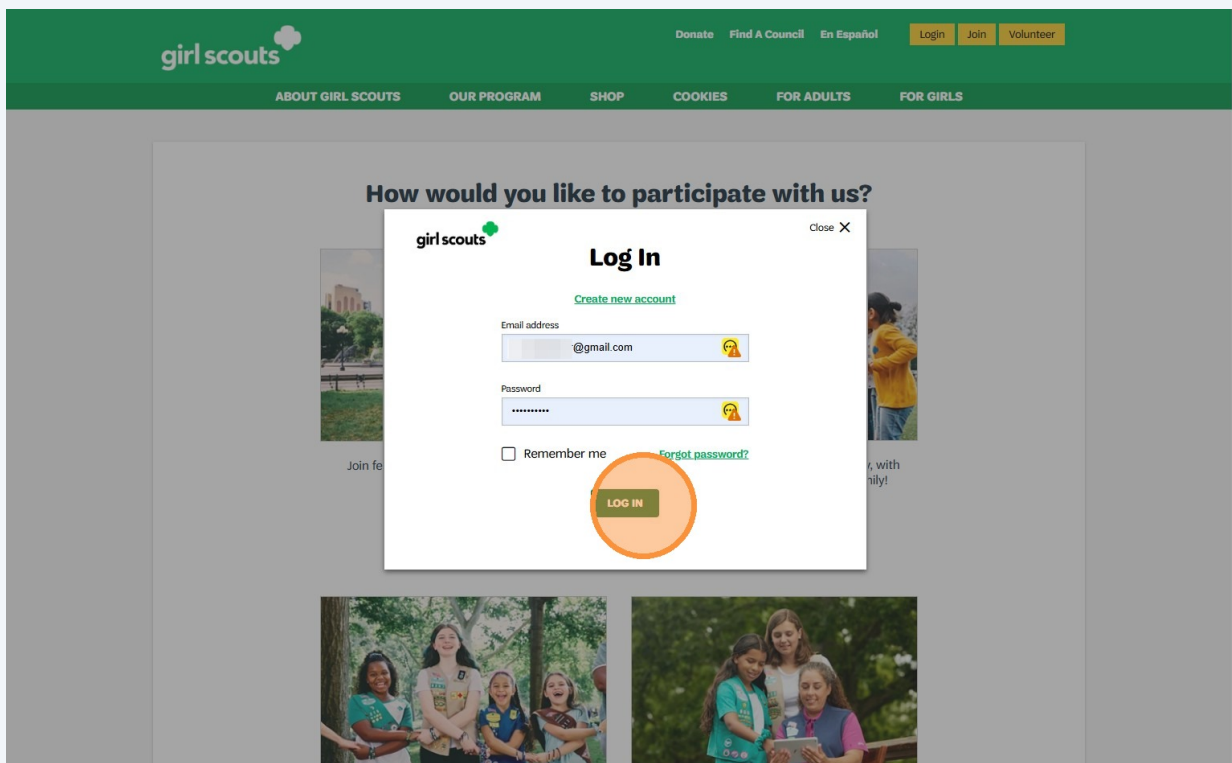 girl scouts
Donate Find A Council En Español Login Join Volunteer
ABOUT GIRL SCOUTS OUR PROGRAM SHOP COOKIES FOR ADULTS FOR GIRLS
How would you like to participate with us?
girl scouts
Close X
Log In
Create new account
Email address
@gmail.com
Password
Remember me Forgot password?
Join
with
LOG IN